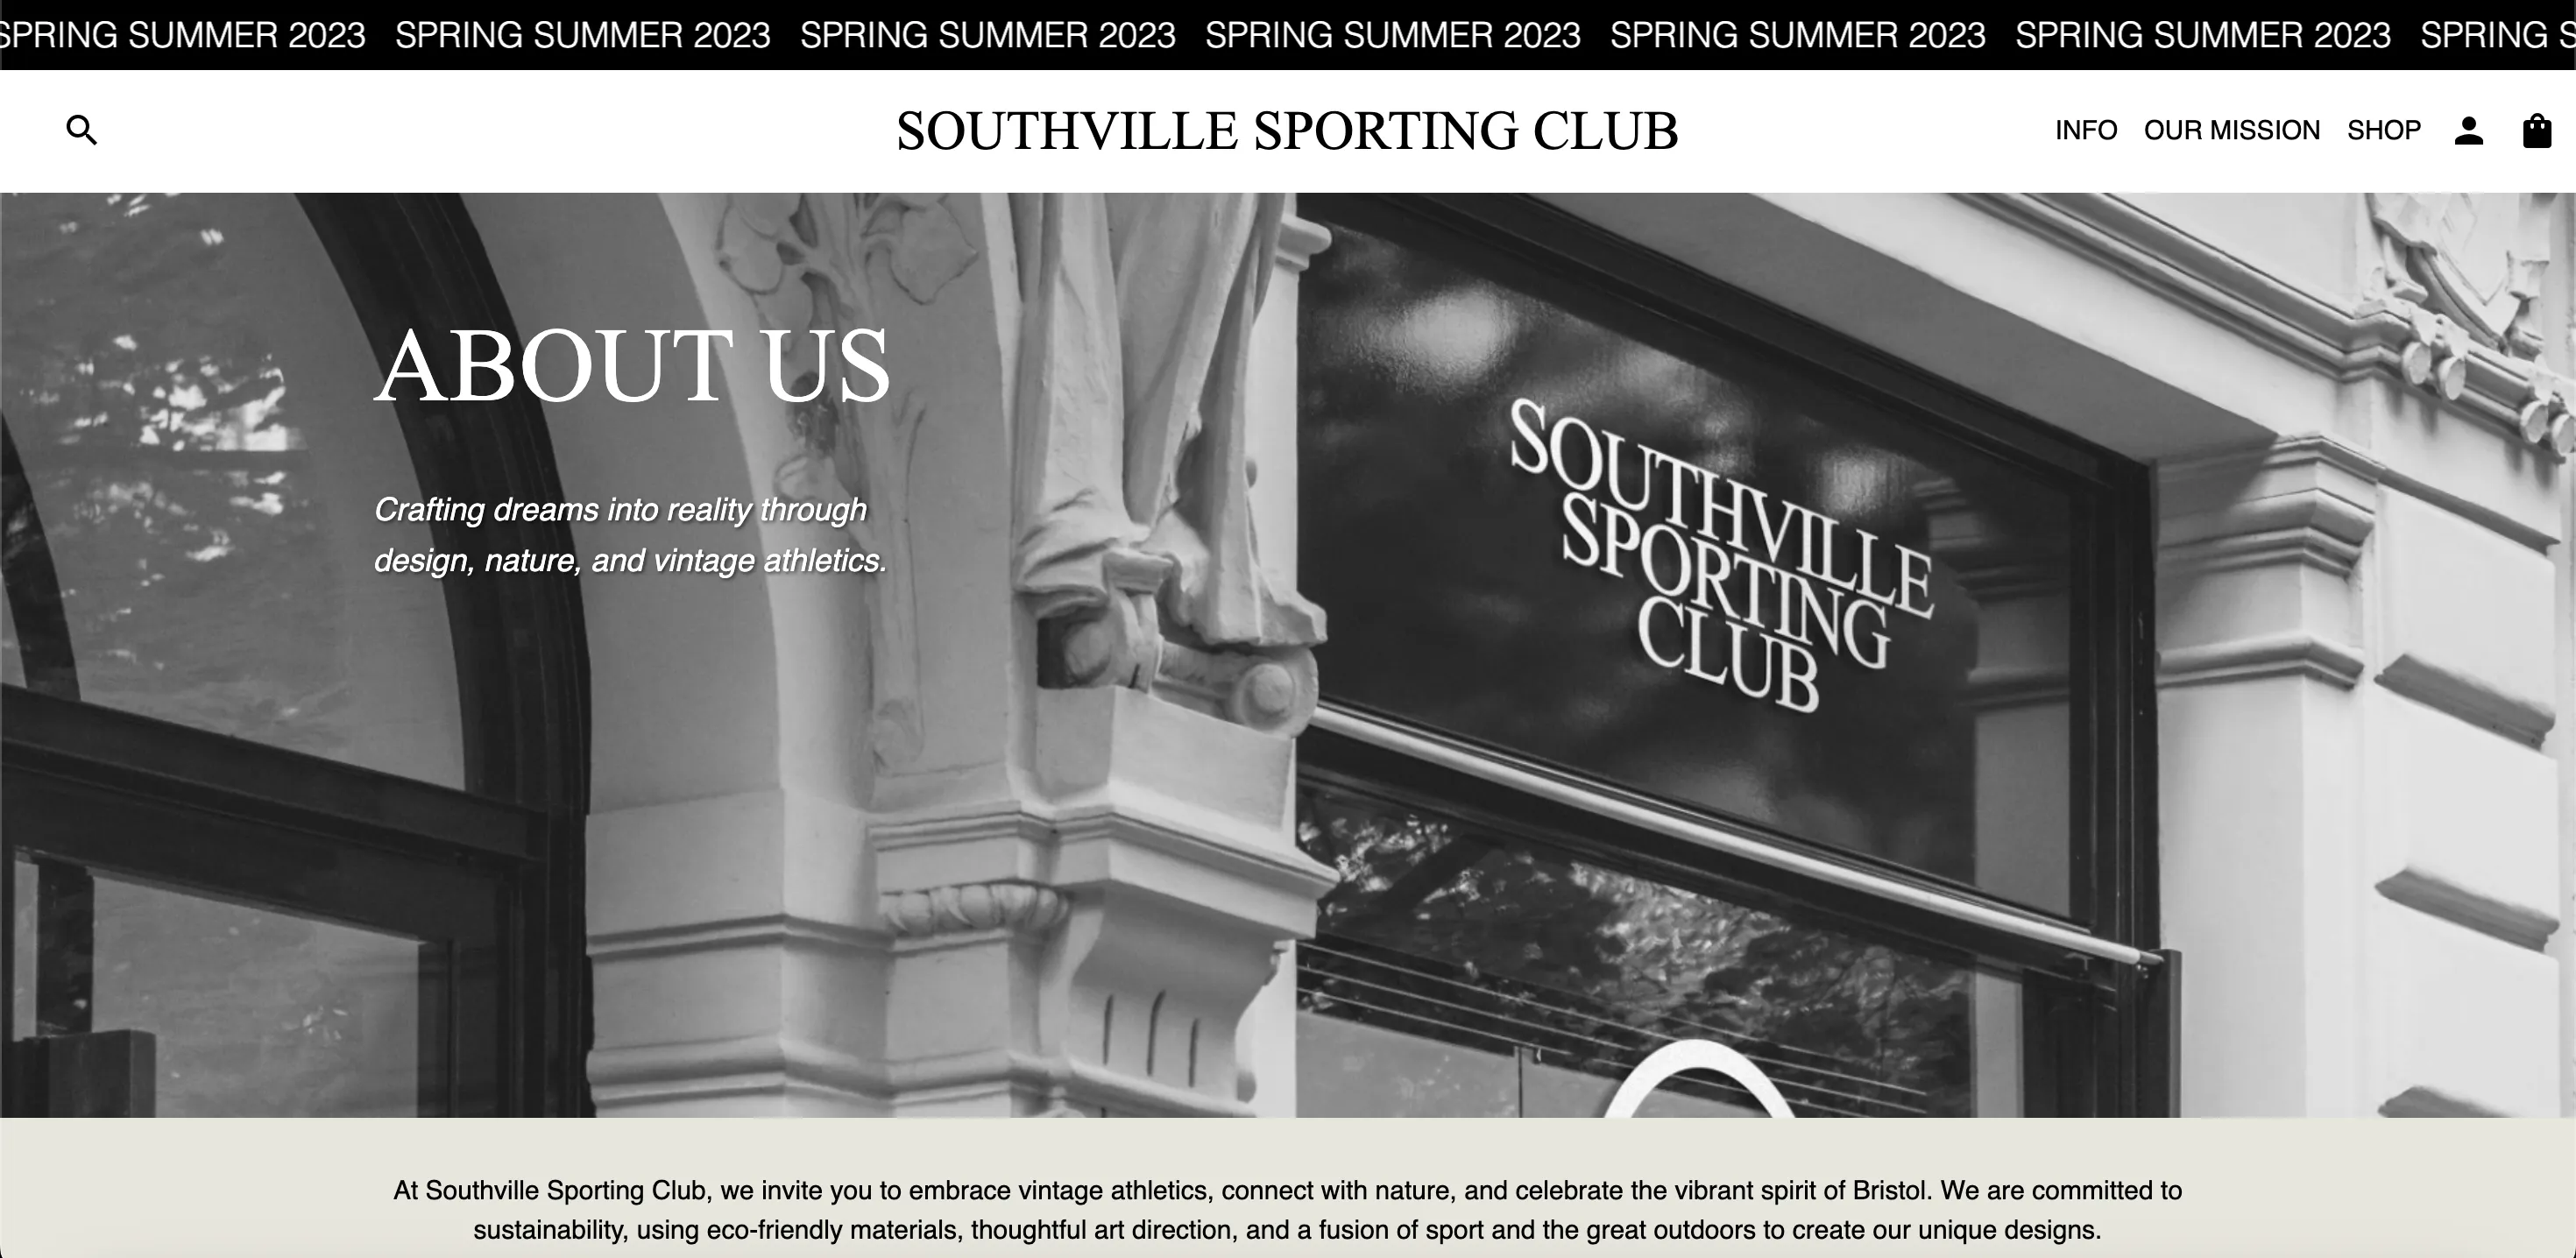 SPRING SUMMER 2023 SPRING SUMMER 2023 SPRING SUMMER 2023 SPRING SUMMER 2023 SPRING SUMMER 2023 SPRING SUMMER 2023 SPRING S
SOUTHVILLE SPORTING CLUB
INFO OUR MISSION SHOP
ABOUT US
Crafting dreams into reality through
design, nature, and vintage athletics.
SOUTHVILLE
SPORTING
CLUB
At Southville Sporting Club, we invite you to embrace vintage athletics, connect with nature, and celebrate the vibrant spirit of Bristol. We are committed to
sustainability, using eco-friendly materials, thoughtful art direction, and a fusion of sport and the great outdoors to create our unique designs.